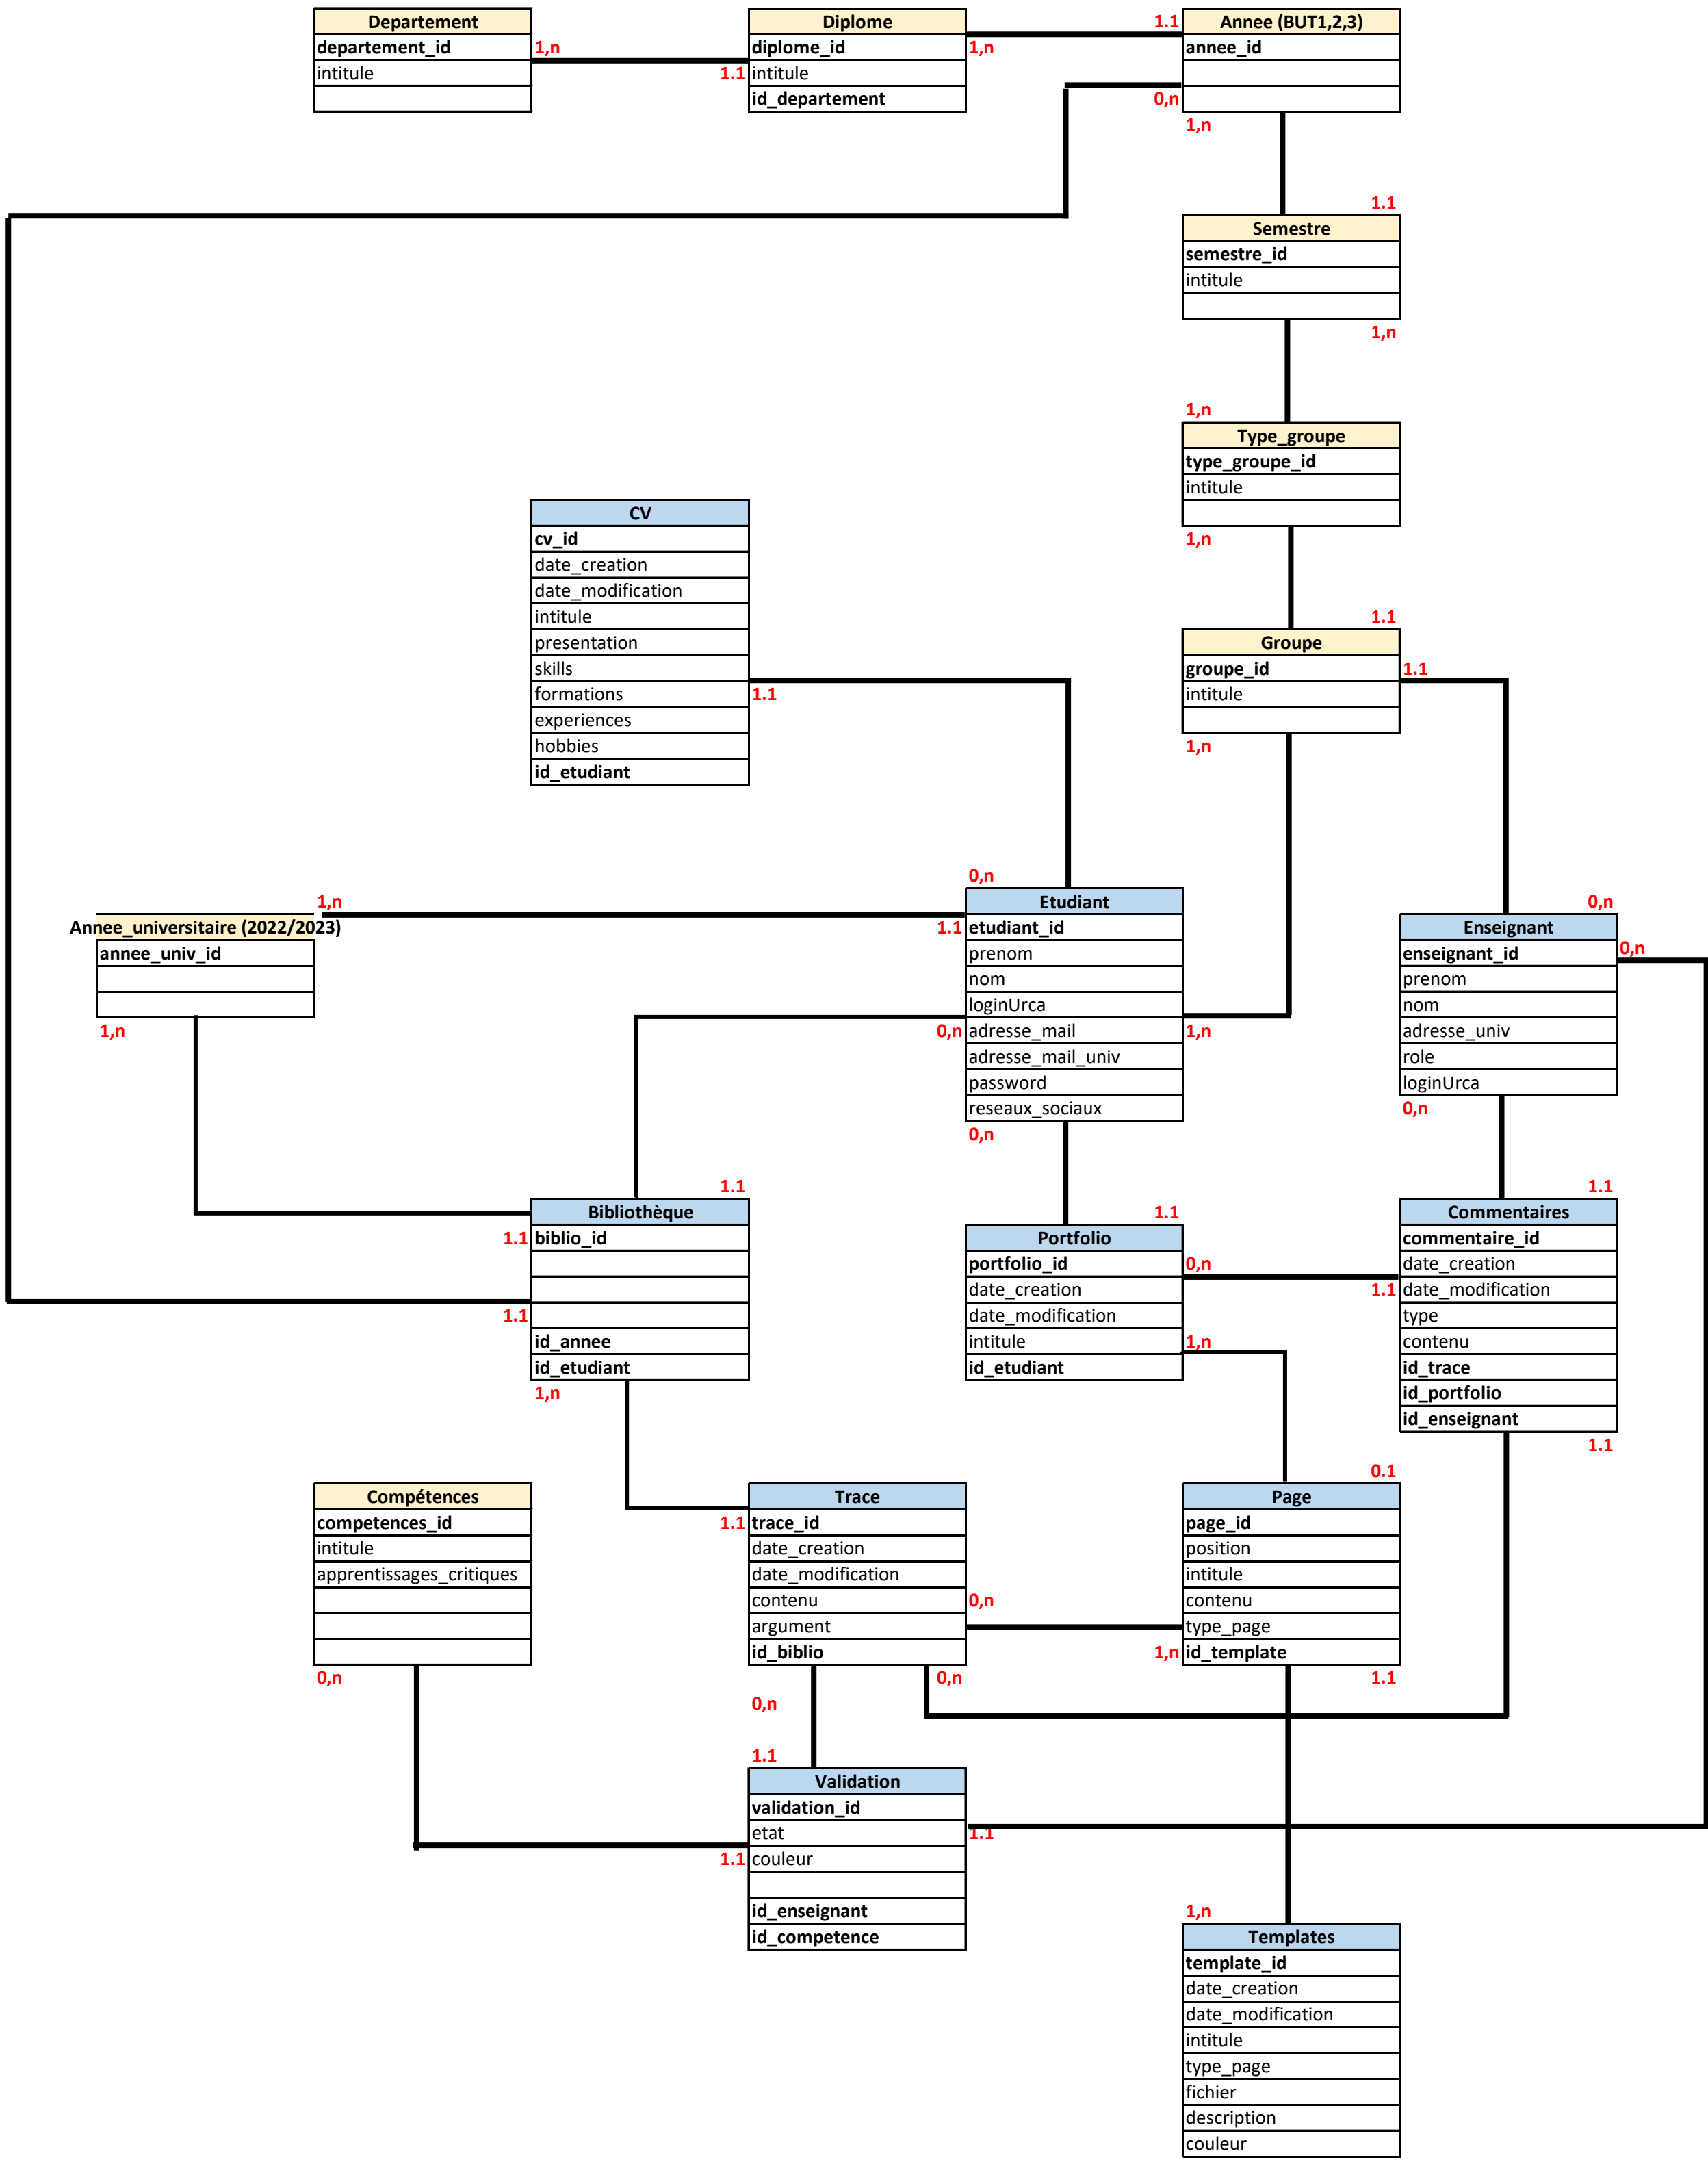 Departement
departement_id
intitule
1,n
1.1
Diplome
diplome_id
intitule
id_departement
1,n
1.1
Annee (BUT1,2,3)
annee_id
0,n
1,n
1.1
Semestre
semestre_id
intitule
1,n
1,n
Type_groupe
type_groupe_id
intitule
1,n
1.1
Groupe
groupe_id
intitule
1.1
1,n
CV
cv_id
date_creation
date_modification
intitule
presentation
skills
formations
experiences
hobbies
id_etudiant
1.1
0,n
Etudiant
etudiant_id
prenom
nom
loginUrca
adresse_mail
adresse_mail_univ
password
reseaux_sociaux
1.1
0,n
1,n
0,n
1,n
Annee_universitaire (2022/2023)
annee_univ_id
1,n
0,n
Enseignant
enseignant_id
prenom
nom
adresse_univ
role
loginUrca
0,n
0,n
1.1
Bibliothèque
biblio_id
id_annee
id_etudiant
1.1
1.1
1,n
1.1
Portfolio
portfolio_id
date_creation
date_modification
intitule
id_etudiant
0,n
1,n
1.1
Commentaires
commentaire_id
date_creation
date_modification
type
contenu
id_trace
id_portfolio
id_enseignant
1.1
1.1
Compétences
competences_id
intitule
apprentissages_critiques
0,n
Trace
trace_id
date_creation
date_modification
contenu
argument
id_biblio
1.1
0,n
0,n
0,n
0.1
Page
page_id
position
intitule
contenu
type_page
id_template
1,n
1.1
1.1
Validation
validation_id
etat
couleur
id_enseignant
id_competence
1.1
1.1
1,n
Templates
template_id
date_creation
date_modification
intitule
type_page
fichier
description
couleur